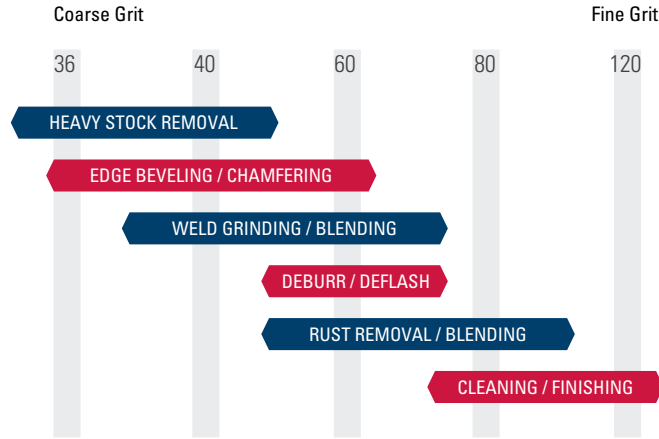 Coarse Grit Fine Grit
36 40 60 80 120
HEAVY STOCK REMOVAL
EDGE BEVELING / CHAMFERING
WELD GRINDING / BLENDING
DEBURR / DEFLASH
RUST REMOVAL / BLENDING
CLEANING / FINISHING